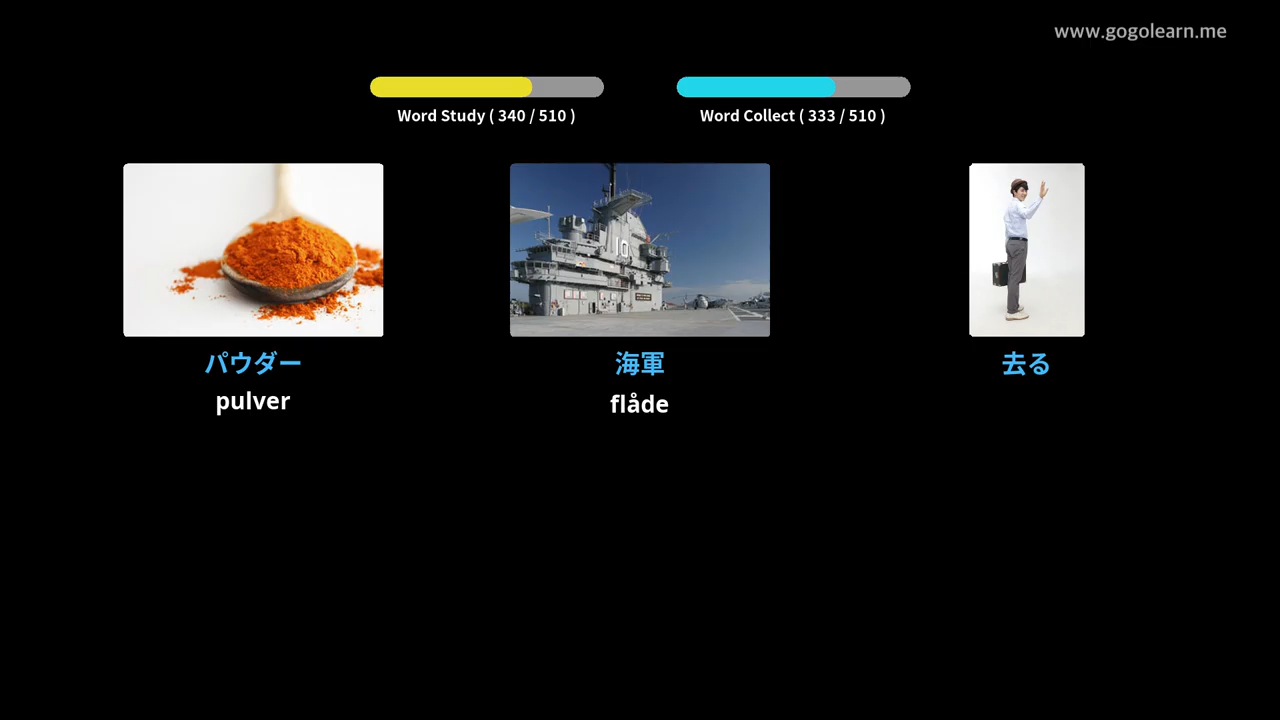 www.gogolearn.me
Word Study ( 340 / 510 )
Word Collect ( 333 / 510 )
パウダー
海軍
去る
pulver
flåde
10